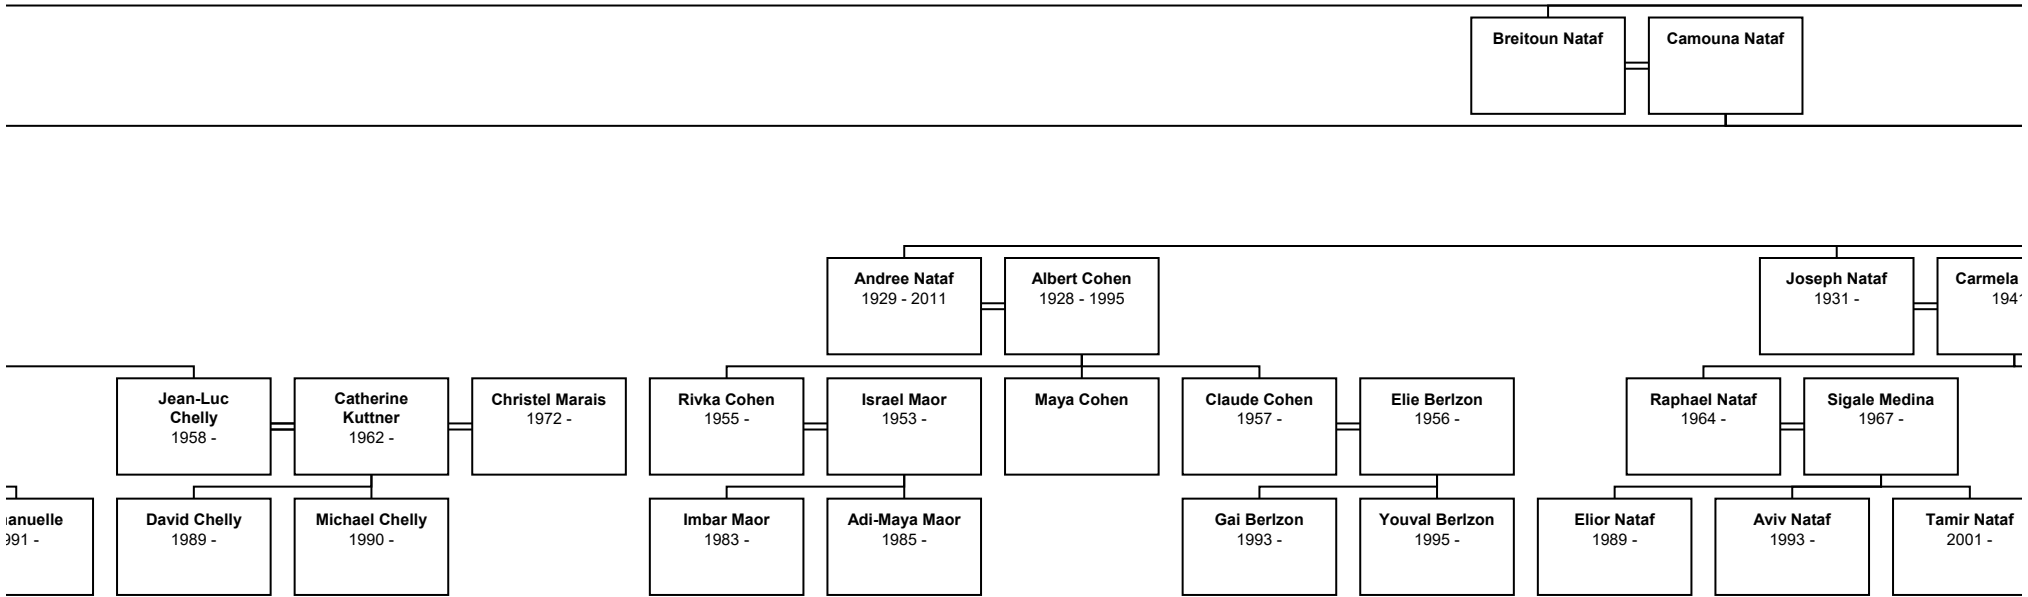 Breitoun Nataf
Camouna Nataf
Andree Nataf
1929 - 2011
Albert Cohen
1928 - 1995
Joseph Nataf
1931 -
Carmela
1941
Jean-Luc
Chelly
1958 -
Catherine
Kuttner
1962 -
Christel Marais
1972 -
Rivka Cohen
1955 -
Israel Maor
1953 -
Maya Cohen
Claude Cohen
1957 -
Elie Berlzon
1956 -
Raphael Nataf
1964 -
Sigale Medina
1967 -
anuelle
991 -
David Chelly
1989 -
Michael Chelly
1990 -
Imbar Maor
1983 -
Adi-Maya Maor
1985 -
Gai Berlzon
1993 -
Youval Berlzon
1995 -
Elior Nataf
1989 -
Aviv Nataf
1993 -
Tamir Nataf
2001 -